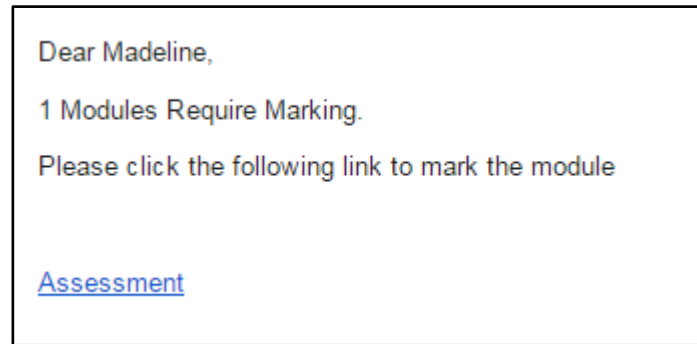 Dear Madeline,
1 Modules Require Marking.
Please click the following link to mark the module
Assessment